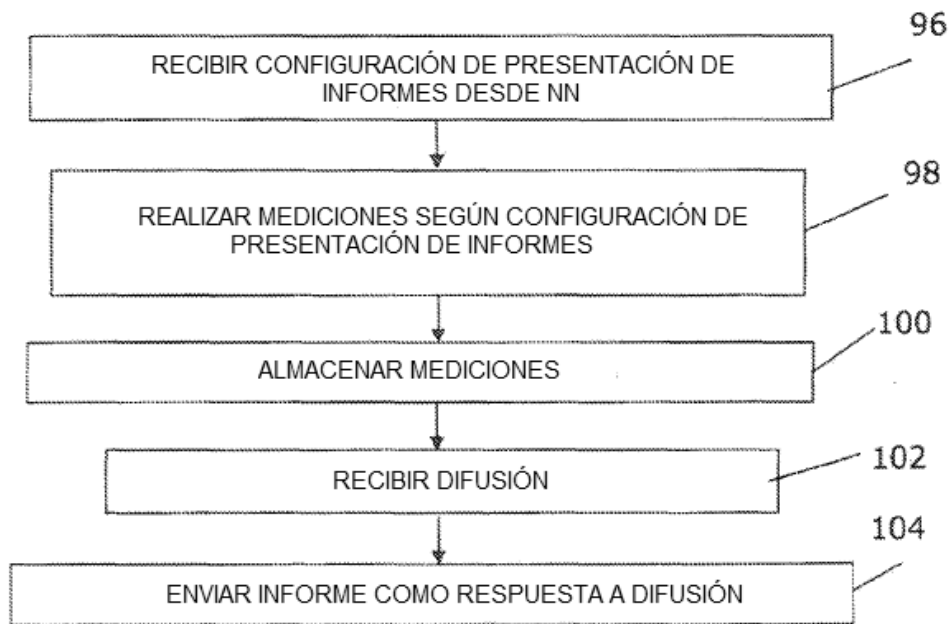 96
RECIBIR CONFIGURACIÓN DE PRESENTACIÓN DE
INFORMES DESDE NN
98
REALIZAR MEDICIONES SEGÚN CONFIGURACIÓN DE
PRESENTACIÓN DE INFORMES
100
ALMACENAR MEDICIONES
102
RECIBIR DIFUSIÓN
104
ENVIAR INFORME COMO RESPUESTA A DIFUSIÓN